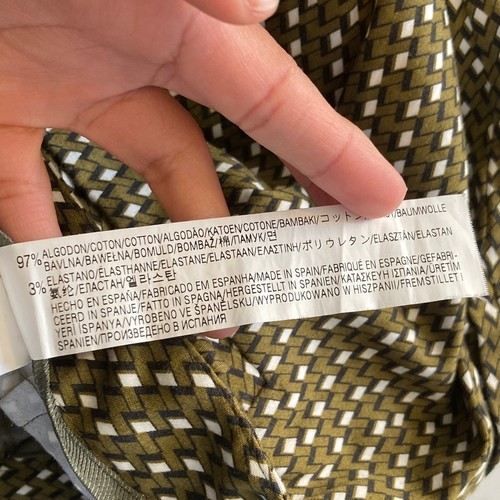 97% ALGODON/COTON/COTTON/ALGODÃO/KATOEN/COTONE/BAMBAKI/コットン/BAUMWOLLE
BAVLNA/BAWEŁNA/BOMULD/BOMBAŽ/棉/ПАМУК/면
3% ELASTANO/ÉLASTHANNE/ELASTANE/ELASTAAN/ΕΛΑΣΤΙΝΗ/ポリウレタン/ELASZTÁN/ELASTAN
氨纶/ЕЛАСТАН/엘라스탄
HECHO EN ESPAÑA/FABRICADO EM ESPANHA/MADE IN SPAIN/FABRIQUÉ EN ESPAGNE/GEFABRI-
CEERD IN SPANJE/FATTO IN SPAGNA/HERGESTELLT IN SPANIEN/ΚΑΤΑΣΚΕΥΗ ΙΣΠΑΝΙΑ/ÜRETİM
YERİ İSPANYA/VYROBENO VE ŠPANĚLSKU/WYPRODUKOWANO W HISZPANII/FREMSTILLET I
SPANIEN/ПРОИЗВЕДЕНО В ИСПАНИЯ